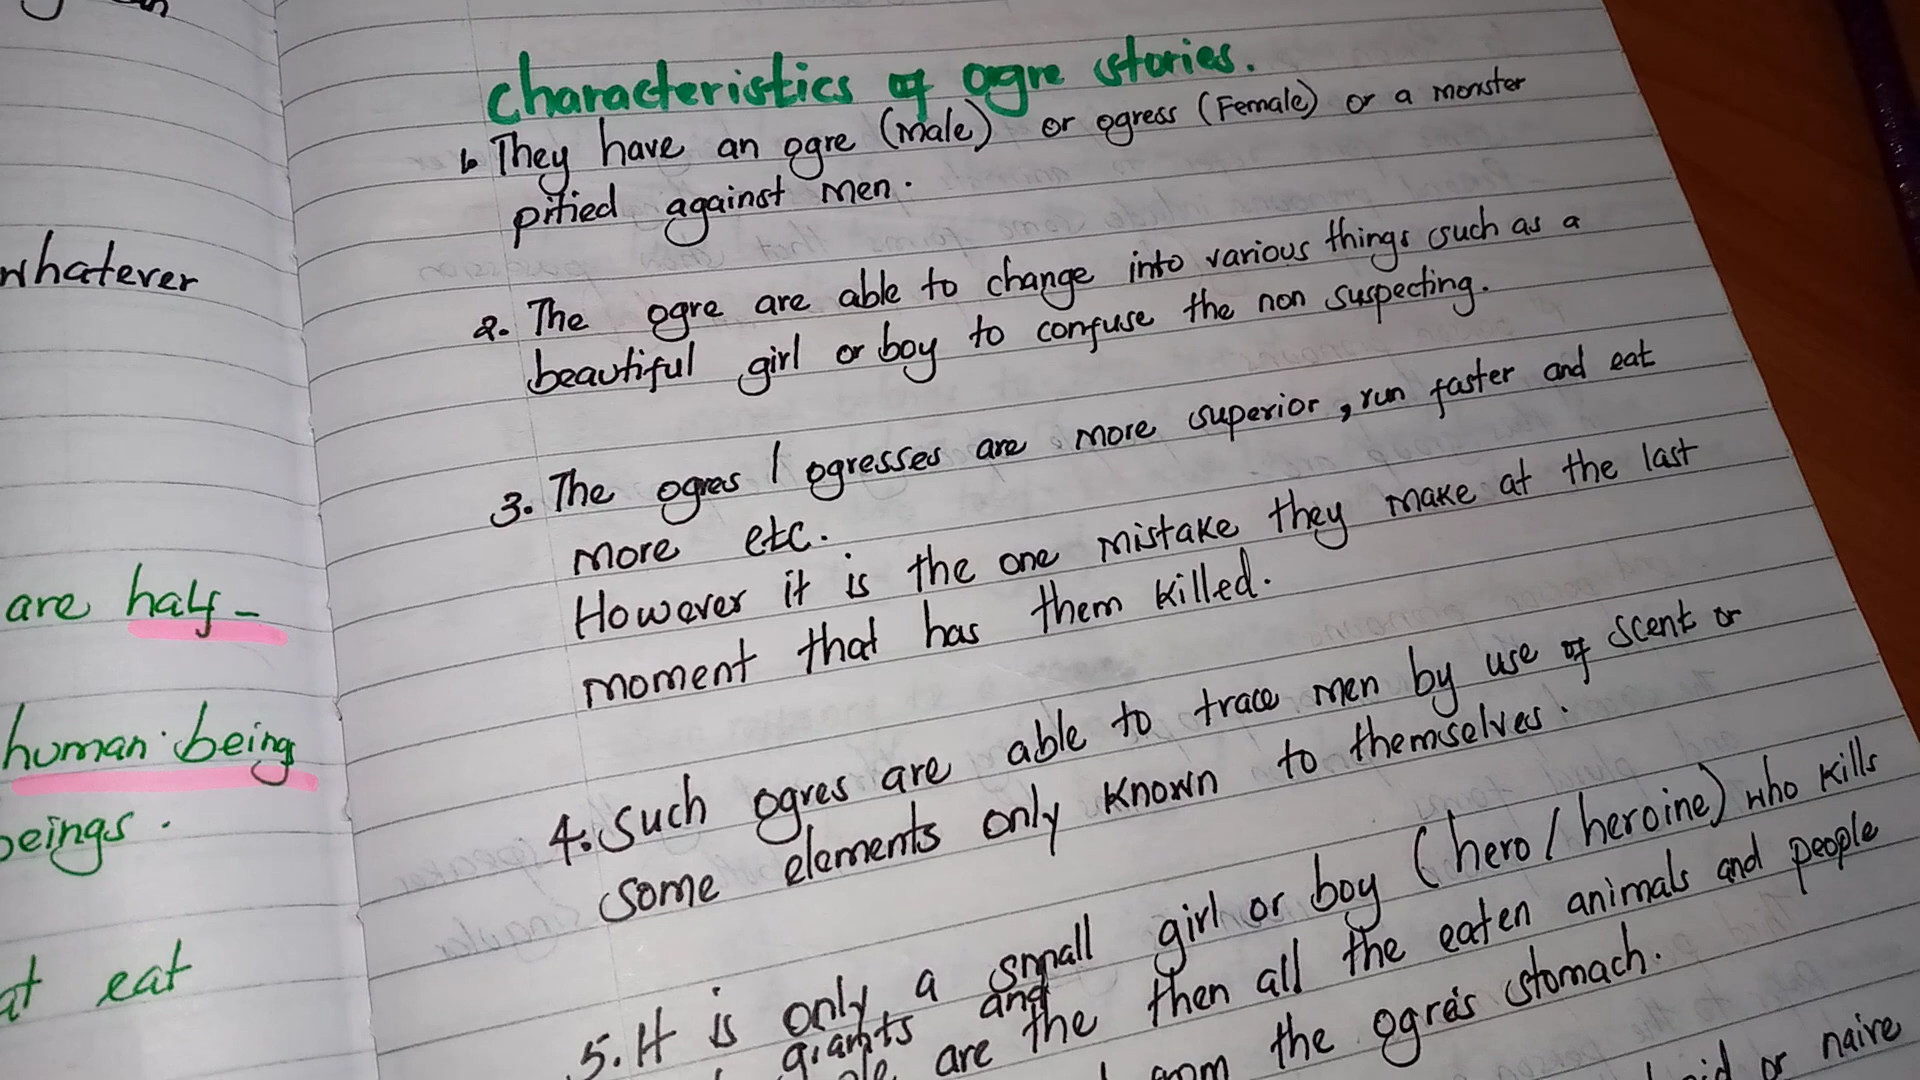 whatever
are half-
human being
beings.
at eat
Characteristics of ogre stories.
1. They have an ogre (male) or ogress (Female) or a monster
pitied against men.
2. The ogre are able to change into various things such as a
beautiful girl or boy to confuse the non suspecting.
3. The ogres / ogresses are more superior, run faster and eat
more etc.
However it is the one mistake they make at the last
moment that has them killed.
4. Such ogres are able to trace men by use of scent or
some elements only known to themselves.
5. It is only a small girl or boy (hero/heroine) who kills
giants and are the then all the eaten animals and people
from the ogre's stomach.
or naive